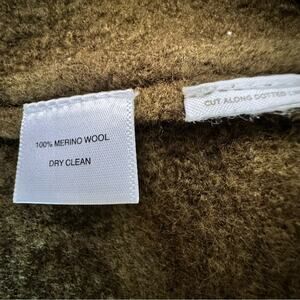 100% MERINO WOOL
DRY CLEAN
CUT ALONG DOTTED